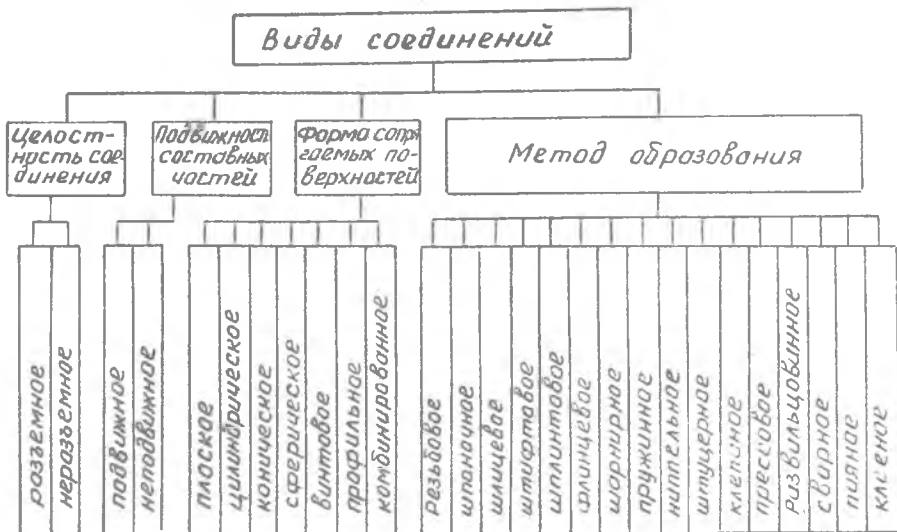 Виды соединений
Целост-
ность сое-
динения
Подвижность
составных
частей
Форма сопря
гаемых по-
верхностей
Метод образования
разъемное
неразъемное
подвижное
неподвижное
плоское
цилиндрическое
коническое
сферическое
винтовое
профильное
комбинированное
резьбовое
шпоночное
шлицевое
штифтовое
шплинтовое
фланцевое
шарнирное
пружинное
нительное
штуцерное
клепаное
прессовое
развальцованное
сварное
паяное
клееное